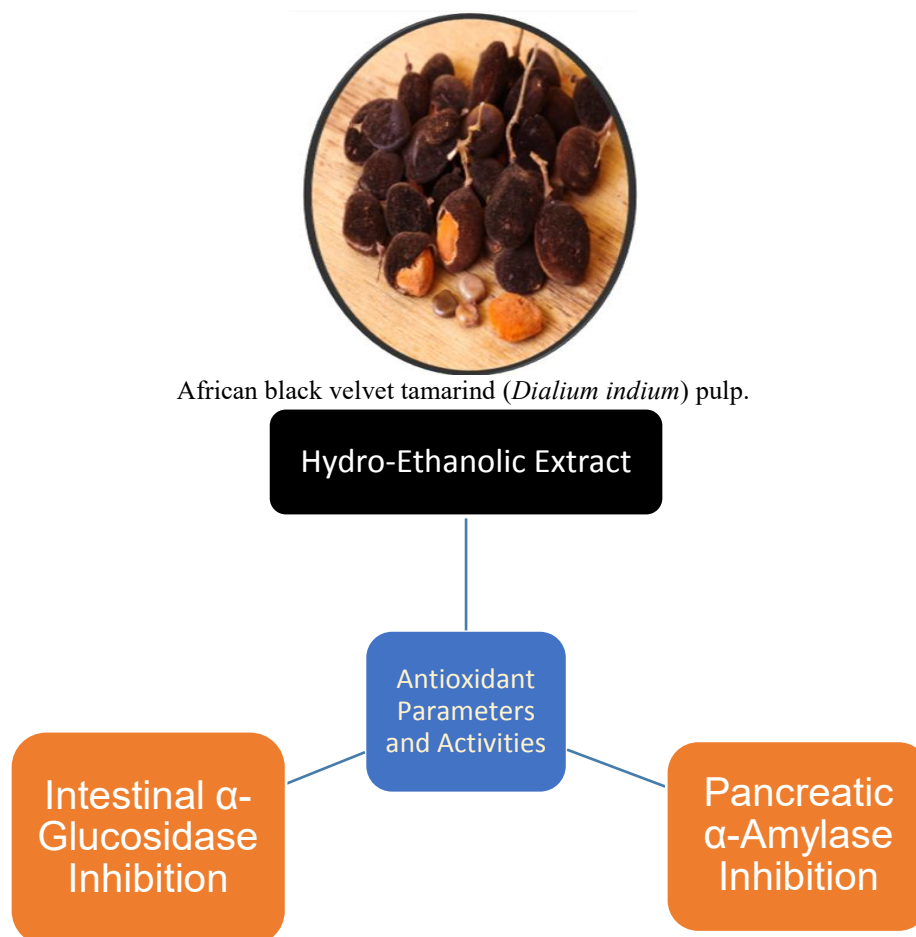 African black velvet tamarind (Dialium indium) pulp.
Hydro-Ethanolic Extract
Antioxidant
Parameters
and Activities
Intestinal α-
Glucosidase
Inhibition
Pancreatic
α-Amylase
Inhibition